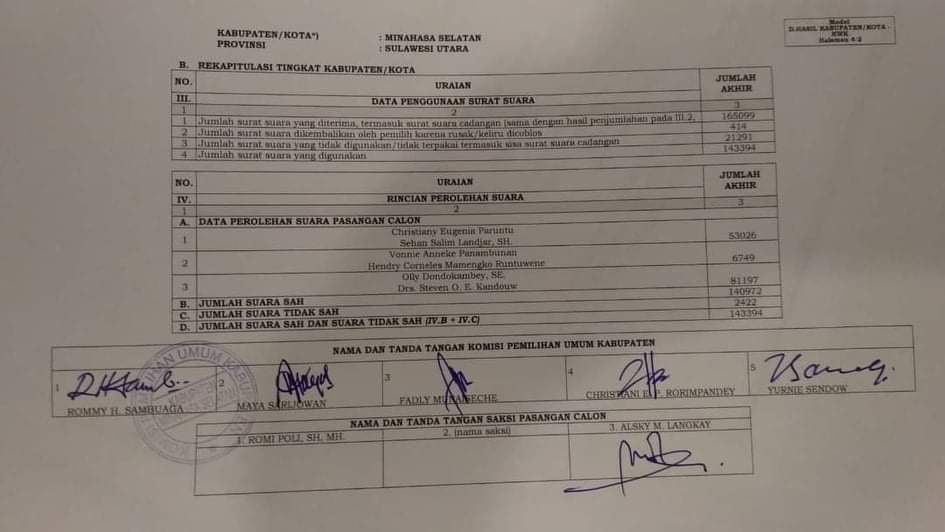 Model
D.HASIL KABUPATEN/KOTA -
KWK
Halaman 4/2
KABUPATEN/KOTA*) : MINAHASA SELATAN
PROVINSI : SULAWESI UTARA
B. REKAPITULASI TINGKAT KABUPATEN/KOTA
NO. URAIAN JUMLAH AKHIR
III. DATA PENGGUNAAN SURAT SUARA
1 2 3
1 Jumlah surat suara yang diterima, termasuk surat suara cadangan (sama dengan hasil penjumlahan pada III.2, 165099
2 Jumlah surat suara dikembalikan oleh pemilih karena rusak/keliru dicoblos 414
3 Jumlah surat suara yang tidak digunakan/tidak terpakai termasuk sisa surat suara cadangan 21291
4 Jumlah surat suara yang digunakan 143394
NO. URAIAN JUMLAH AKHIR
IV. RINCIAN PEROLEHAN SUARA
1 2 3
A. DATA PEROLEHAN SUARA PASANGAN CALON
1 Christiany Eugenia Paruntu
Sehan Salim Landjar, SH. 53026
2 Vonnie Anneke Panambunan
Hendry Corneles Mamengko Runtuwene 6749
3 Olly Dondokambey, SE.
Drs. Steven O. E. Kandouw 81197
B. JUMLAH SUARA SAH 140972
C. JUMLAH SUARA TIDAK SAH 2422
D. JUMLAH SUARA SAH DAN SUARA TIDAK SAH (IV.B + IV.C) 143394
NAMA DAN TANDA TANGAN KOMISI PEMILIHAN UMUM KABUPATEN
1 2 3 4 5
ROMMY H. SAMBUAGA MAYA SARIJOWAN FADLY CHRISTIANI RORIMPANDEY YURNIE SENDOW
NAMA DAN TANDA TANGAN SAKSI PASANGAN CALON
1. ROMI POLI, SH, MH. 2. (nama saksi) 3. ALSKY M. LANGKAY